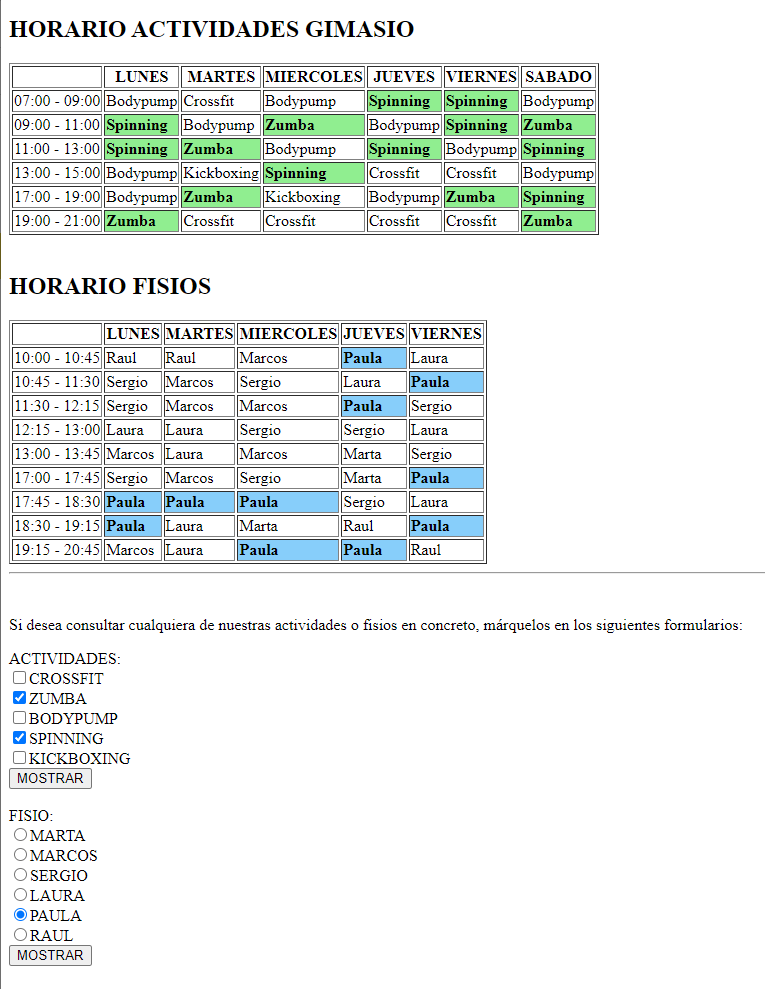 HORARIO ACTIVIDADES GIMASIO
LUNES MARTES MIERCOLES JUEVES VIERNES SABADO
07:00 - 09:00 Bodypump Crossfit Bodypump Spinning Spinning Bodypump
09:00 - 11:00 Spinning Bodypump Zumba Bodypump Spinning Zumba
11:00 - 13:00 Spinning Zumba Bodypump Spinning Bodypump Spinning
13:00 - 15:00 Bodypump Kickboxing Spinning Crossfit Crossfit Bodypump
17:00 - 19:00 Bodypump Zumba Kickboxing Bodypump Zumba Spinning
19:00 - 21:00 Zumba Crossfit Crossfit Crossfit Crossfit Zumba
HORARIO FISIOS
LUNES MARTES MIERCOLES JUEVES VIERNES
10:00 - 10:45 Raul Raul Marcos Paula Laura
10:45 - 11:30 Sergio Marcos Sergio Laura Paula
11:30 - 12:15 Sergio Marcos Marcos Paula Sergio
12:15 - 13:00 Laura Laura Sergio Sergio Laura
13:00 - 13:45 Marcos Laura Marcos Marta Sergio
17:00 - 17:45 Sergio Marcos Sergio Marta Paula
17:45 - 18:30 Paula Paula Paula Sergio Laura
18:30 - 19:15 Paula Laura Marta Raul Paula
19:15 - 20:45 Marcos Laura Paula Paula Raul
Si desea consultar cualquiera de nuestras actividades o fisios en concreto, márquelos en los siguientes formularios:
ACTIVIDADES:
CROSSFIT
ZUMBA
BODYPUMP
SPINNING
KICKBOXING
MOSTRAR
FISIO:
MARTA
MARCOS
SERGIO
LAURA
PAULA
RAUL
MOSTRAR